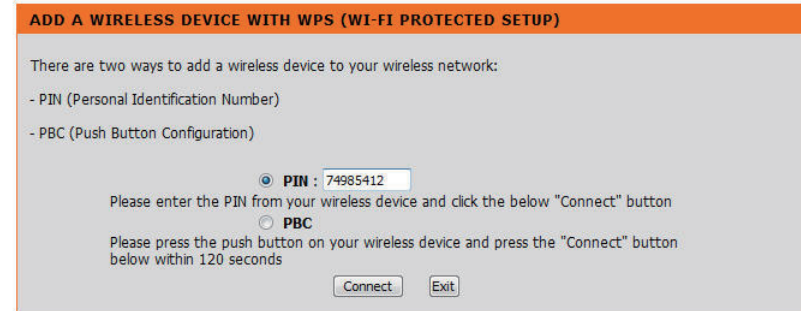 ADD A WIRELESS DEVICE WITH WPS (WI-FI PROTECTED SETUP)
There are two ways to add a wireless device to your wireless network:
- PIN (Personal Identification Number)
- PBC (Push Button Configuration)
PIN : 74985412
Please enter the PIN from your wireless device and click the below "Connect" button
PBC
Please press the push button on your wireless device and press the "Connect" button
below within 120 seconds
Connect Exit